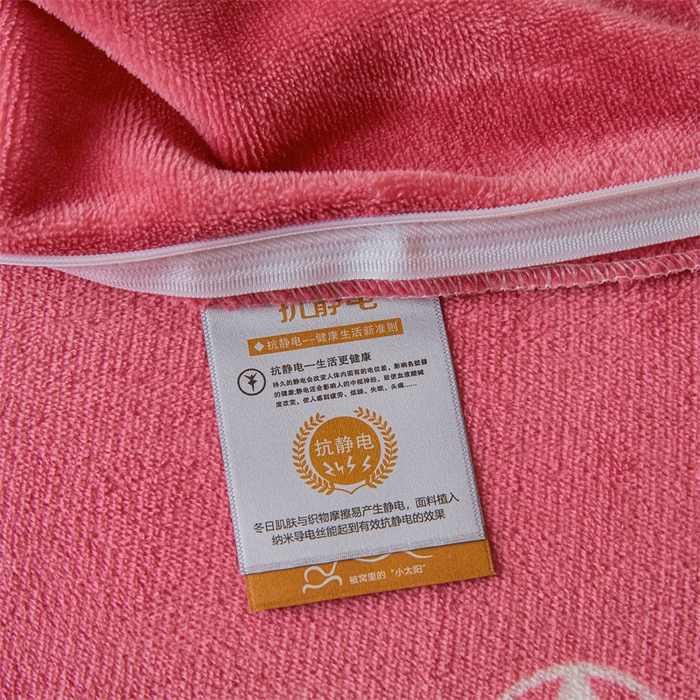 抗静电
◆抗静电--健康生活新准则
抗静电—生活更健康
持久的静电会改变人体内固有的电位差，影响各脏器
的健康；静电还会影响人的中枢神经，致使血液酸碱
度改变，使人感到疲劳、烦躁、失眠、头痛……
抗静电
冬日肌肤与织物摩擦易产生静电，面料植入
纳米导电丝能起到有效抗静电的效果
被窝里的“小太阳”